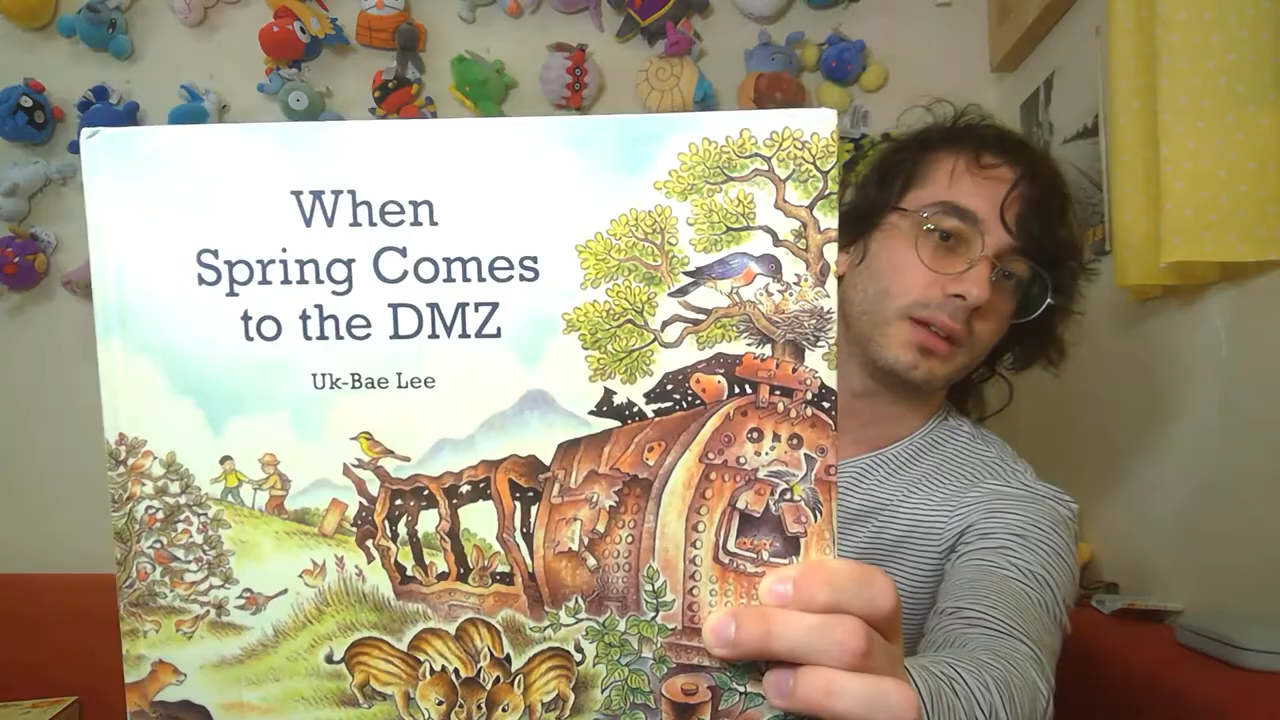 When
Spring Comes
to the DMZ
Uk-Bae Lee